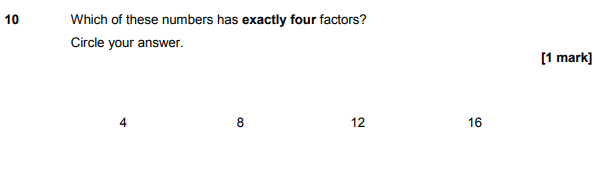 10 Which of these numbers has exactly four factors?
Circle your answer.
[1 mark]
4 8 12 16